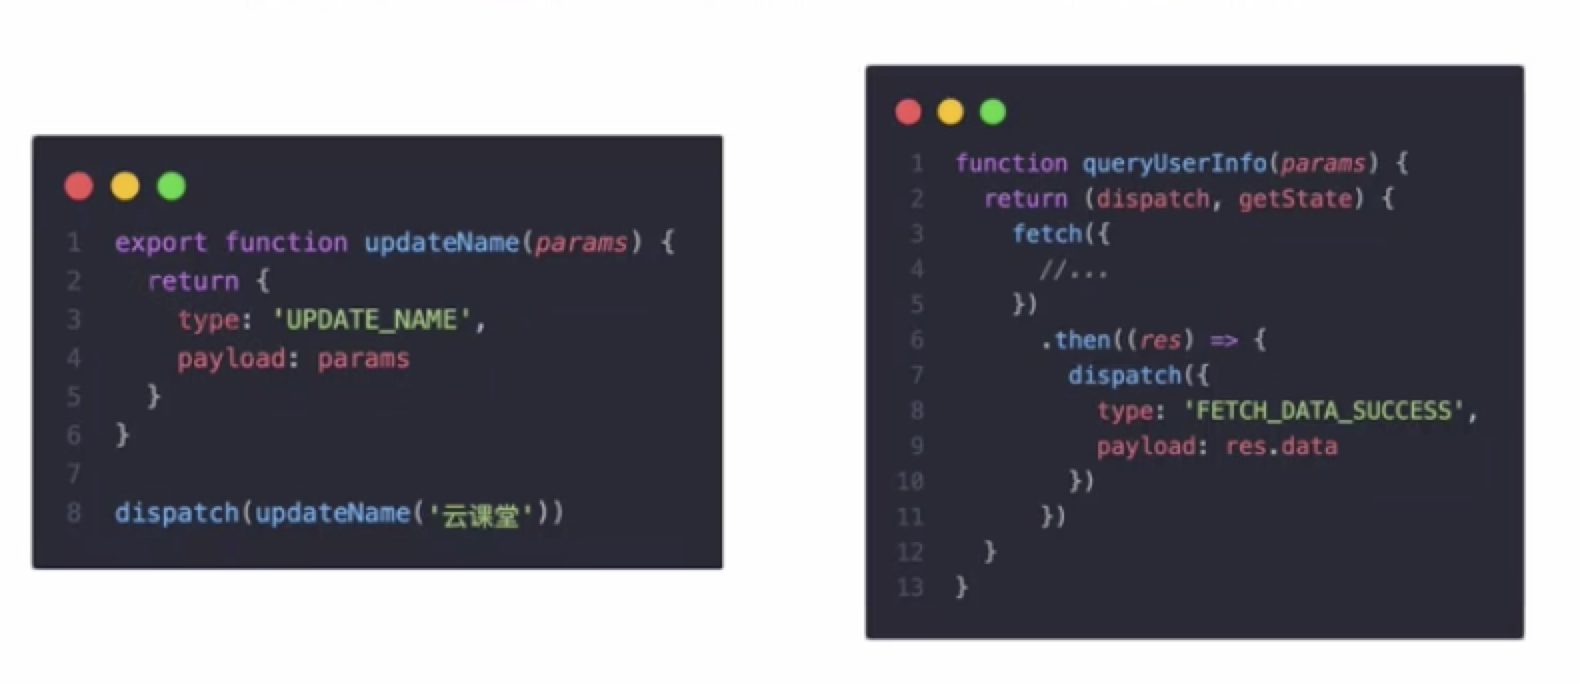 1 export function updateName(params) {
2 return {
3 type: 'UPDATE_NAME',
4 payload: params
5 }
6 }
7
8 dispatch(updateName('云课堂'))
1 function queryUserInfo(params) {
2 return (dispatch, getState) {
3 fetch({
4 //...
5 })
6 .then((res) => {
7 dispatch({
8 type: 'FETCH_DATA_SUCCESS',
9 payload: res.data
10 })
11 })
12 }
13 }